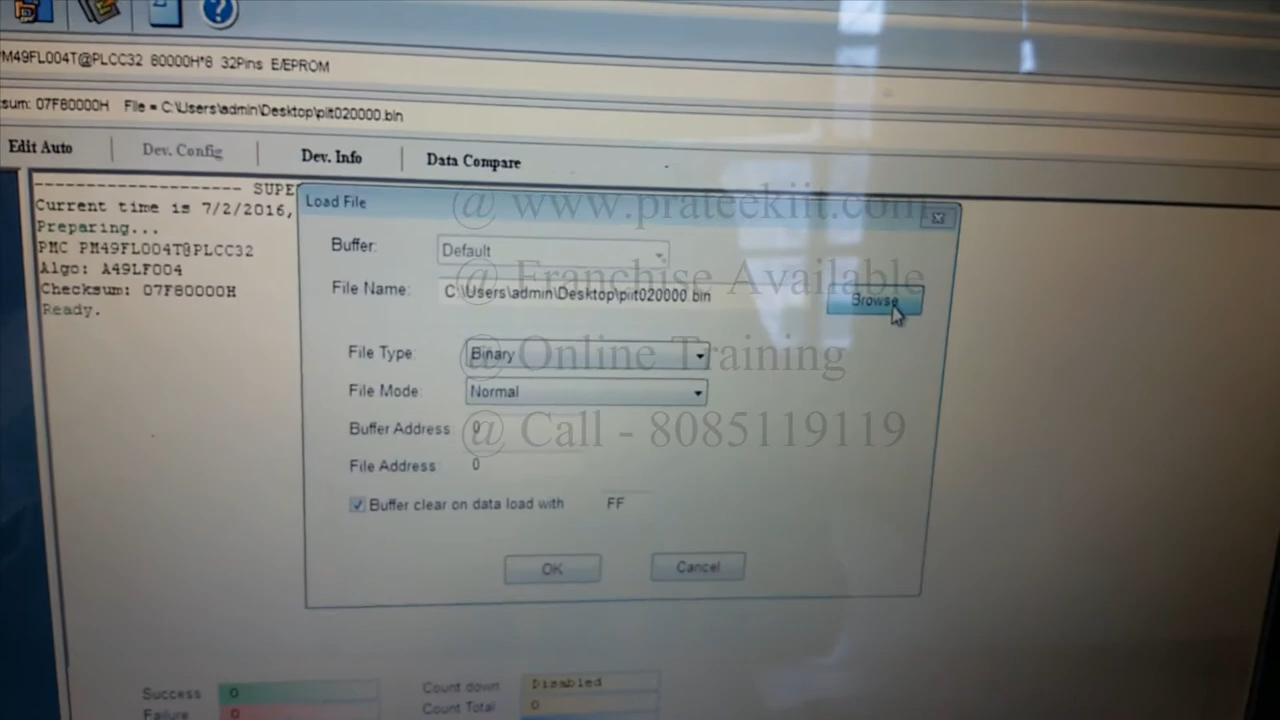 M49FL004T@PLCC32 80000H*8 32Pins E/EPROM
sum: 07F80000H File = C:\Users\admin\Desktop\piit020000.bin
Edit Auto Dev. Config Dev. Info Data Compare
------------------- SUPE
Current time is 7/2/2016,
Preparing...
PMC PM49FL004T@PLCC32
Algo: A49LF004
Checksum: 07F80000H
Ready.
Load File
@ www.prateekiit.com
Buffer: Default
@ Franchise Available
File Name: C:\Users\admin\Desktop\piit020000.bin Browse
File Type: Binary
@ Online Training
File Mode: Normal
Buffer Address 0
@ Call - 8085119119
File Address 0
Buffer clear on data load with FF
OK Cancel
Success 0 Count down Disabled
Failure 0 Count Total 0